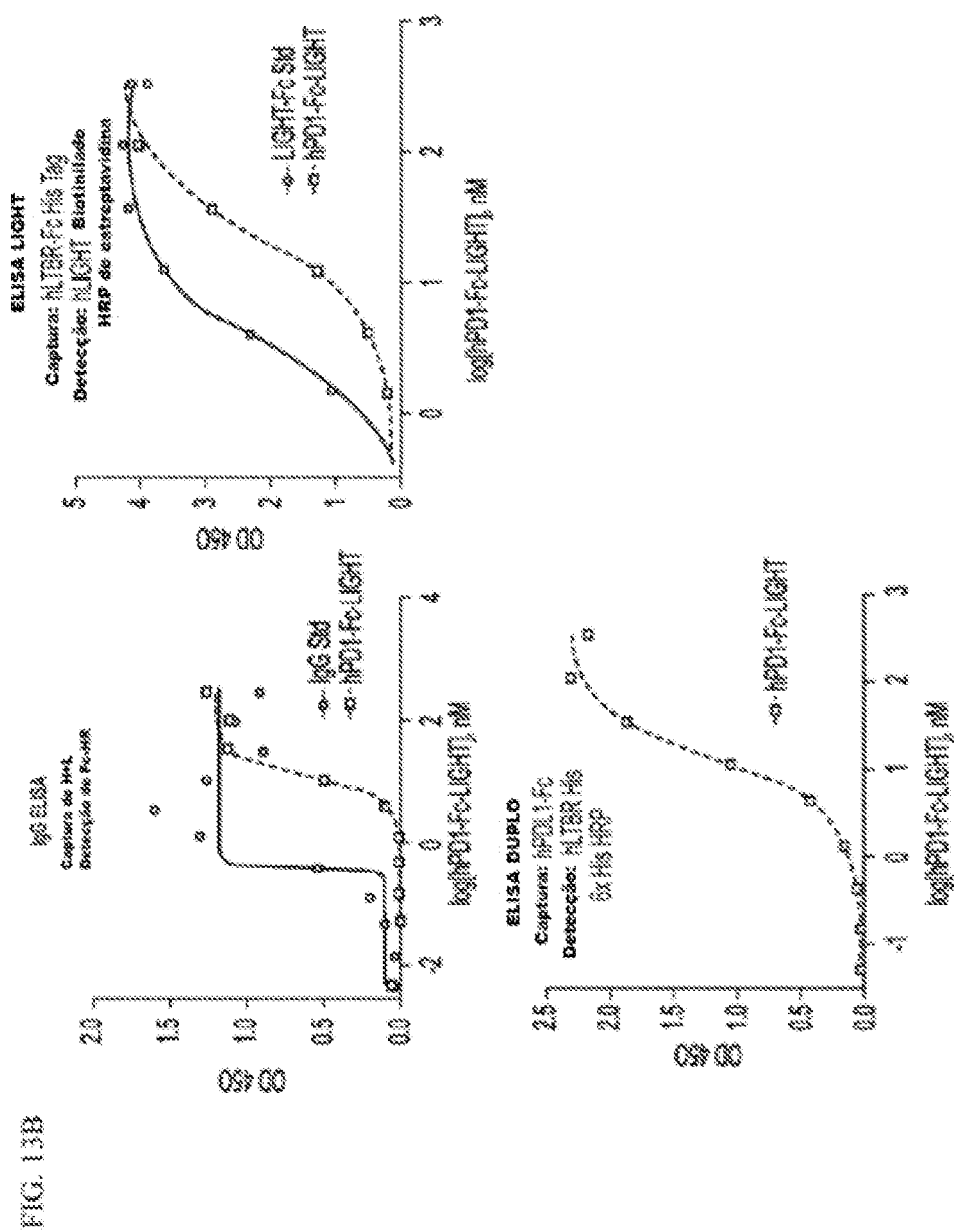 FIG. 13B
IgG ELISA
Captura de H+L
Detecção de Fc-HR
OD 450
2.0
1.5
1.0
0.5
0.0
-2
0
2
4
log[hPD1-Fc-LIGHT], nM
IgG Std
hPD1-Fc-LIGHT
ELISA LIGHT
Captura: hLTBR-Fc His Tag
Detecção: hLIGHT Biotinilado
HRP de estreptavidina
OD 450
5
4
3
2
1
0
0
1
2
3
log[hPD1-Fc-LIGHT], nM
LIGHT-Fc Std
hPD1-Fc-LIGHT
ELISA DUPLO
Captura: hPDL1-Fc
Detecção: hLTBR His
6x His HRP
OD 450
2.5
2.0
1.0
0.5
0.0
-1
0
1
2
3
log[hPD1-Fc-LIGHT], nM
hPD1-Fc-LIGHT